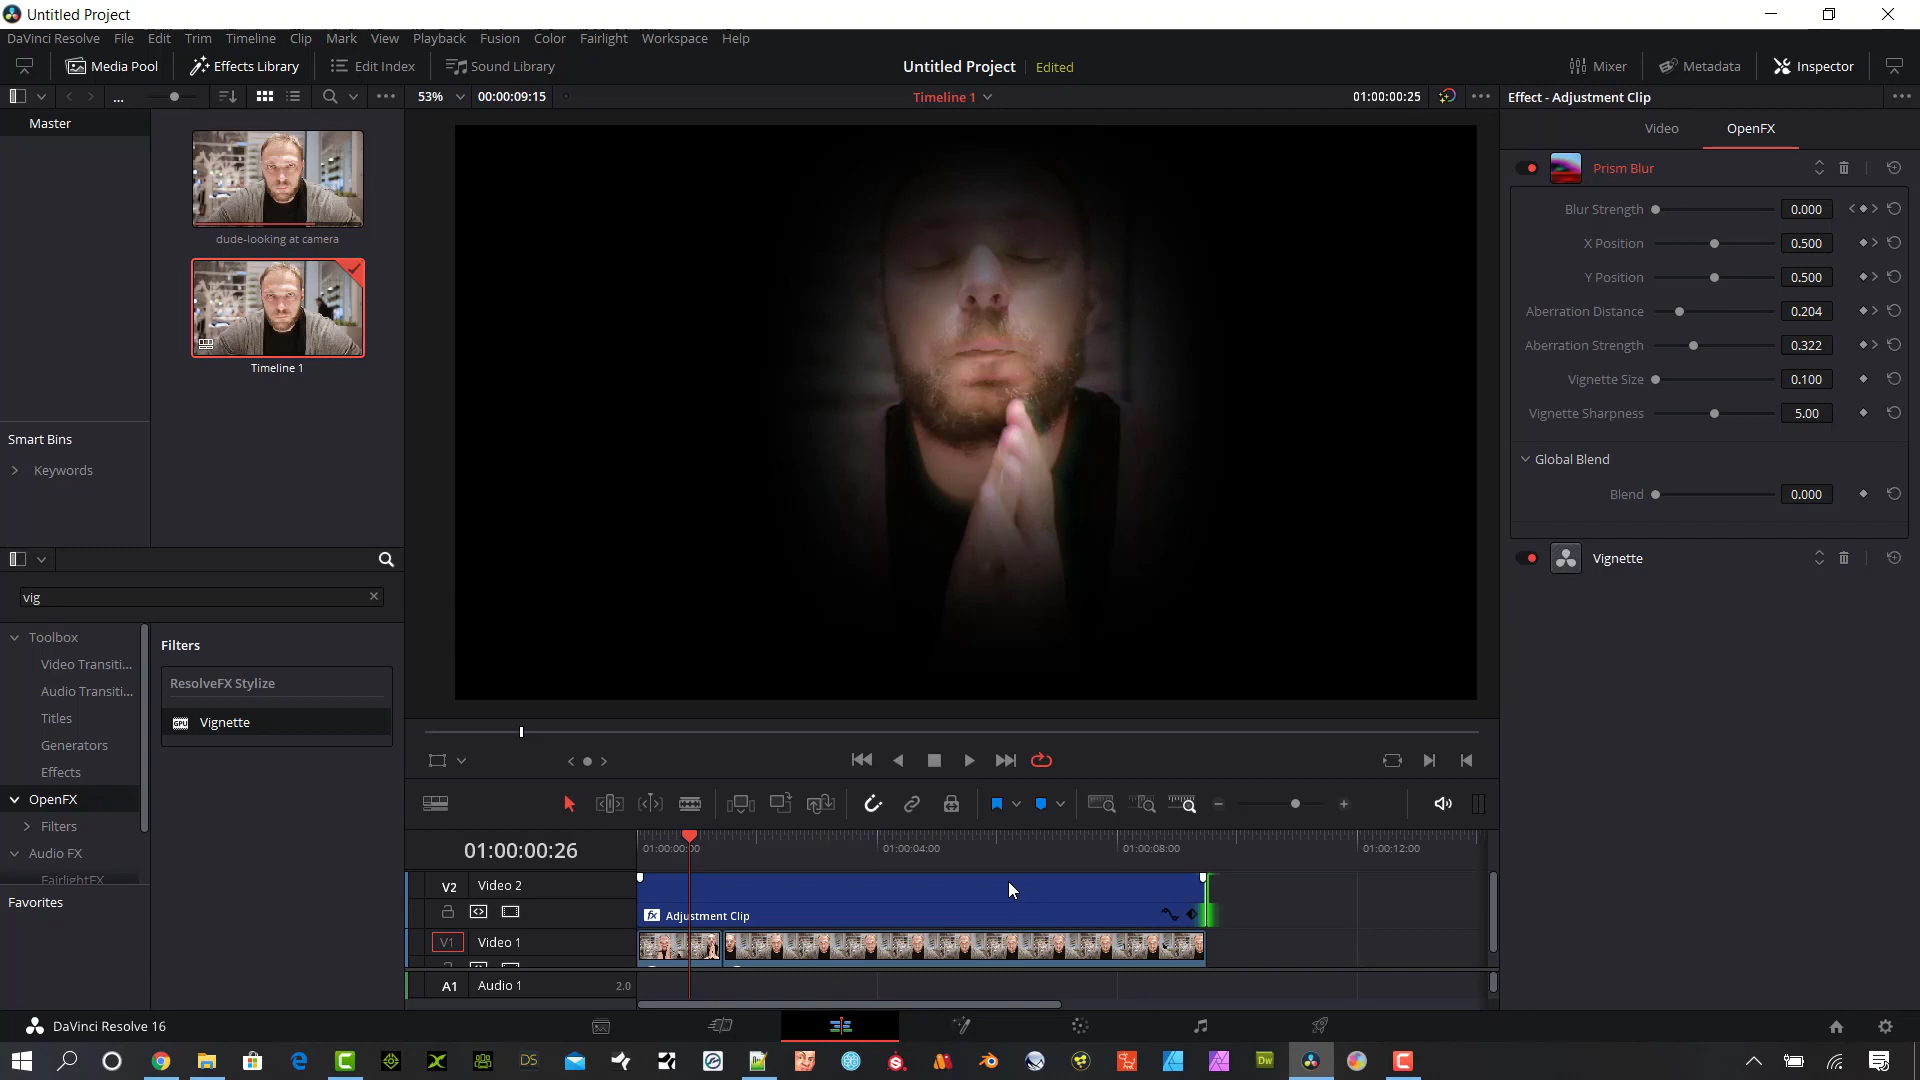 Untitled Project
DaVinci Resolve File Edit Trim Timeline Clip Mark View Playback Fusion Color Fairlight Workspace Help
Media Pool Effects Library Edit Index Sound Library Untitled Project Edited Mixer Metadata Inspector
... 53% 00:00:09:15 Timeline 1 01:00:00:25 Effect - Adjustment Clip
Master
Video OpenFX
Prism Blur
Blur Strength 0.000
X Position 0.500
dude-looking at camera
Y Position 0.500
Aberration Distance 0.204
Aberration Strength 0.322
Timeline 1
Vignette Size 0.100
Vignette Sharpness 5.00
Smart Bins
Keywords
Global Blend
Blend 0.000
Vignette
vig
Toolbox
Video Transiti...
Audio Transiti...
Titles
Generators
Effects
OpenFX
Filters
Audio FX
FairlightFX
Favorites
Filters
ResolveFX Stylize
GPU Vignette
01:00:00:26
01:00:00:00 01:00:04:00 01:00:08:00 01:00:12:00
V2 Video 2
fx Adjustment Clip
V1 Video 1
A1 Audio 1 2.0
DaVinci Resolve 16
DS
Dw